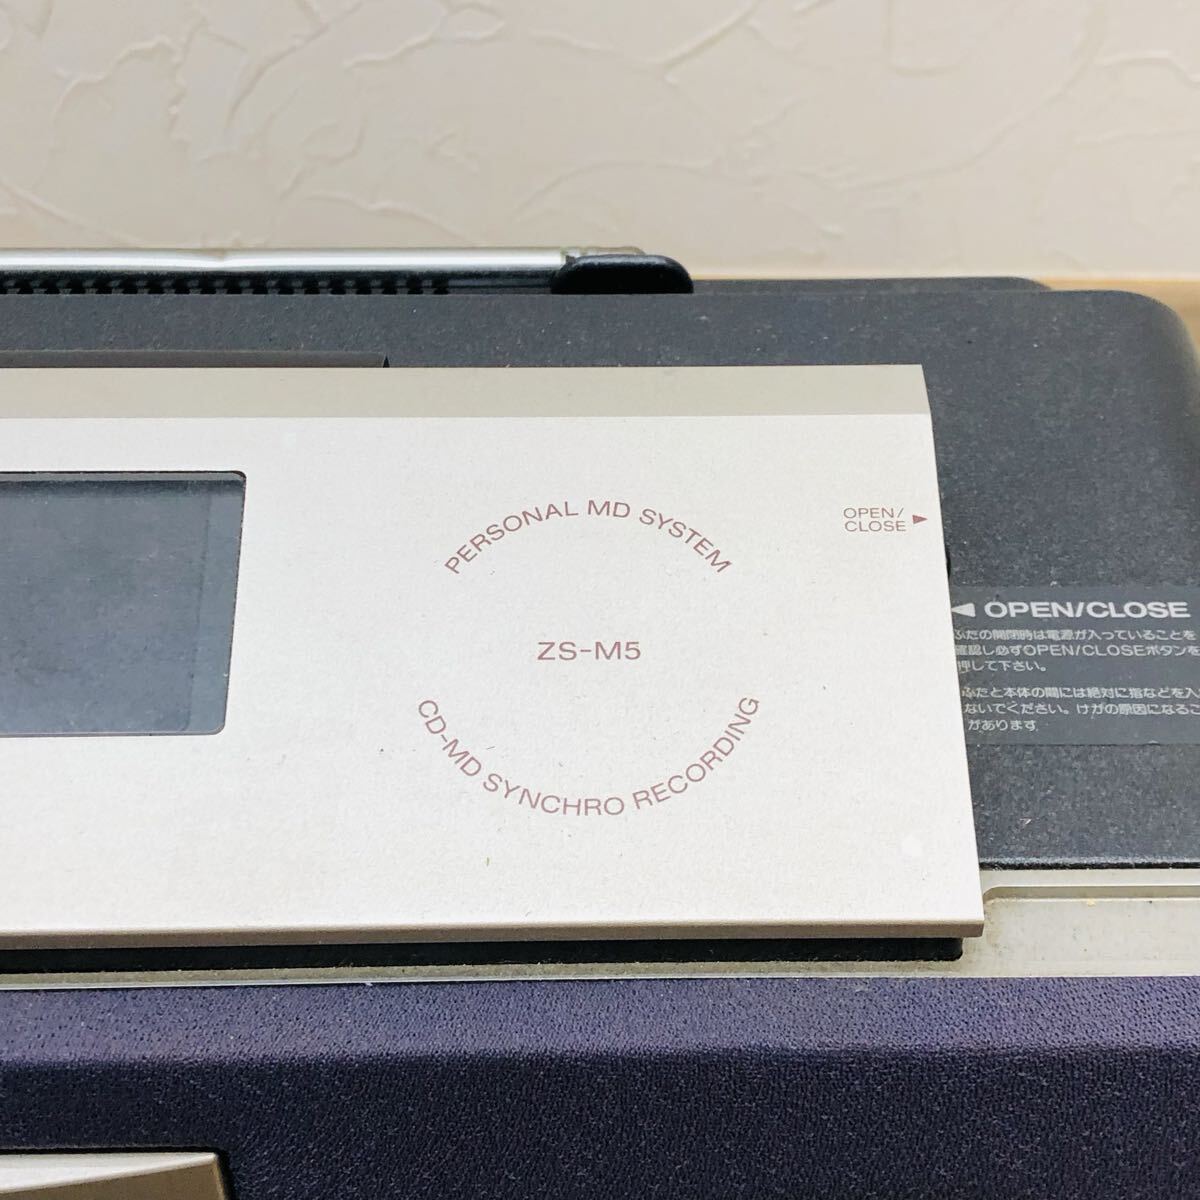 PERSONAL MD SYSTEM
ZS-M5
CD-MD SYNCHRO RECORDING
OPEN/
CLOSE ▶
◀ OPEN/CLOSE
ふたの開閉時は電源が入っていることを
確認し必ずOPEN/CLOSEボタンを
押して下さい。
ふたと本体の間には絶対に指などを入
ないでください。けがの原因になるこ
があります